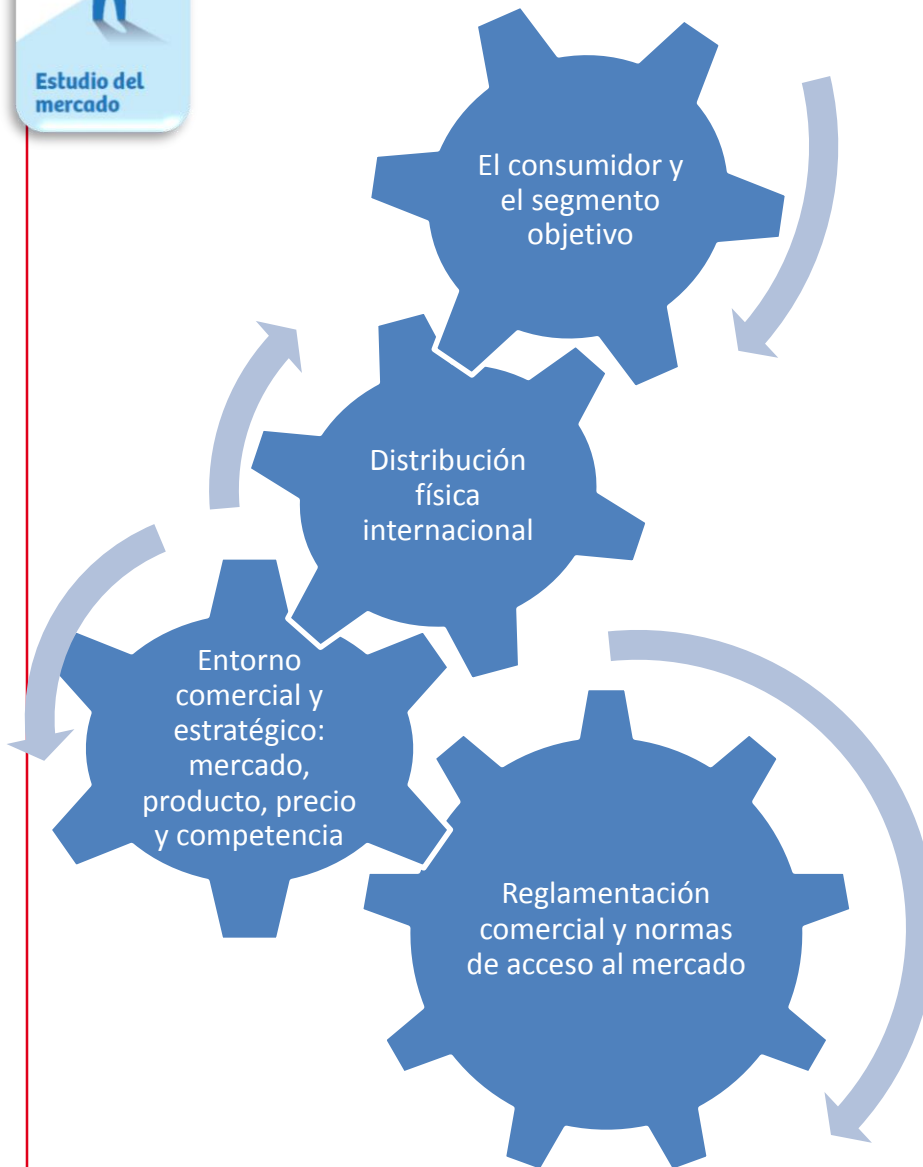 Estudio del
mercado
El consumidor y
el segmento
objetivo
Distribución
física
internacional
Entorno
comercial y
estratégico:
mercado,
producto, precio
y competencia
Reglamentación
comercial y normas
de acceso al mercado